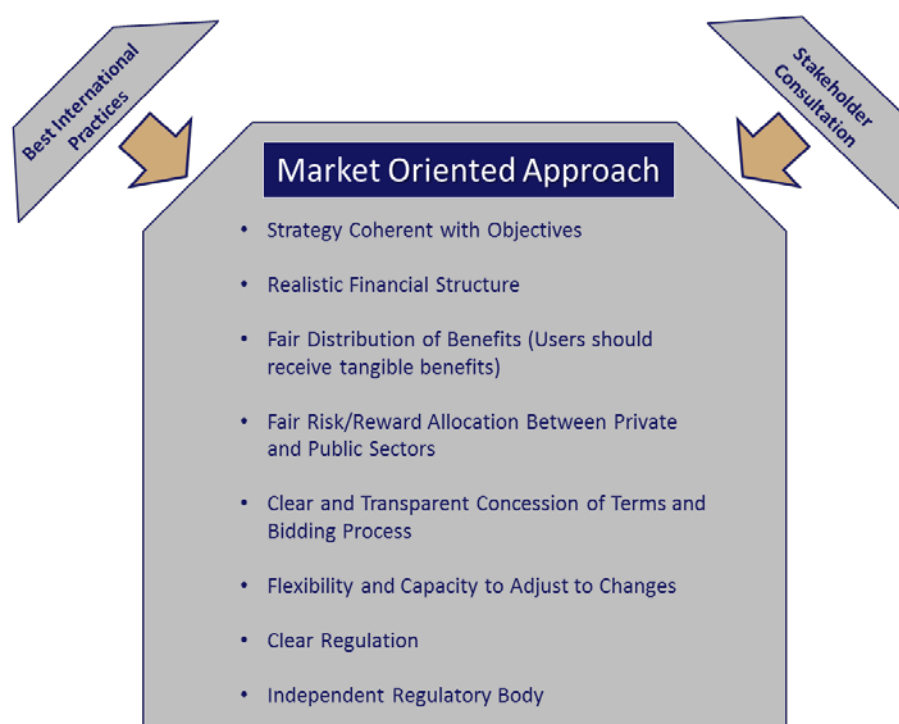 Best International
Practices
Stakeholder
Consultation
Market Oriented Approach
• Strategy Coherent with Objectives
• Realistic Financial Structure
• Fair Distribution of Benefits (Users should
receive tangible benefits)
• Fair Risk/Reward Allocation Between Private
and Public Sectors
• Clear and Transparent Concession of Terms and
Bidding Process
• Flexibility and Capacity to Adjust to Changes
• Clear Regulation
• Independent Regulatory Body